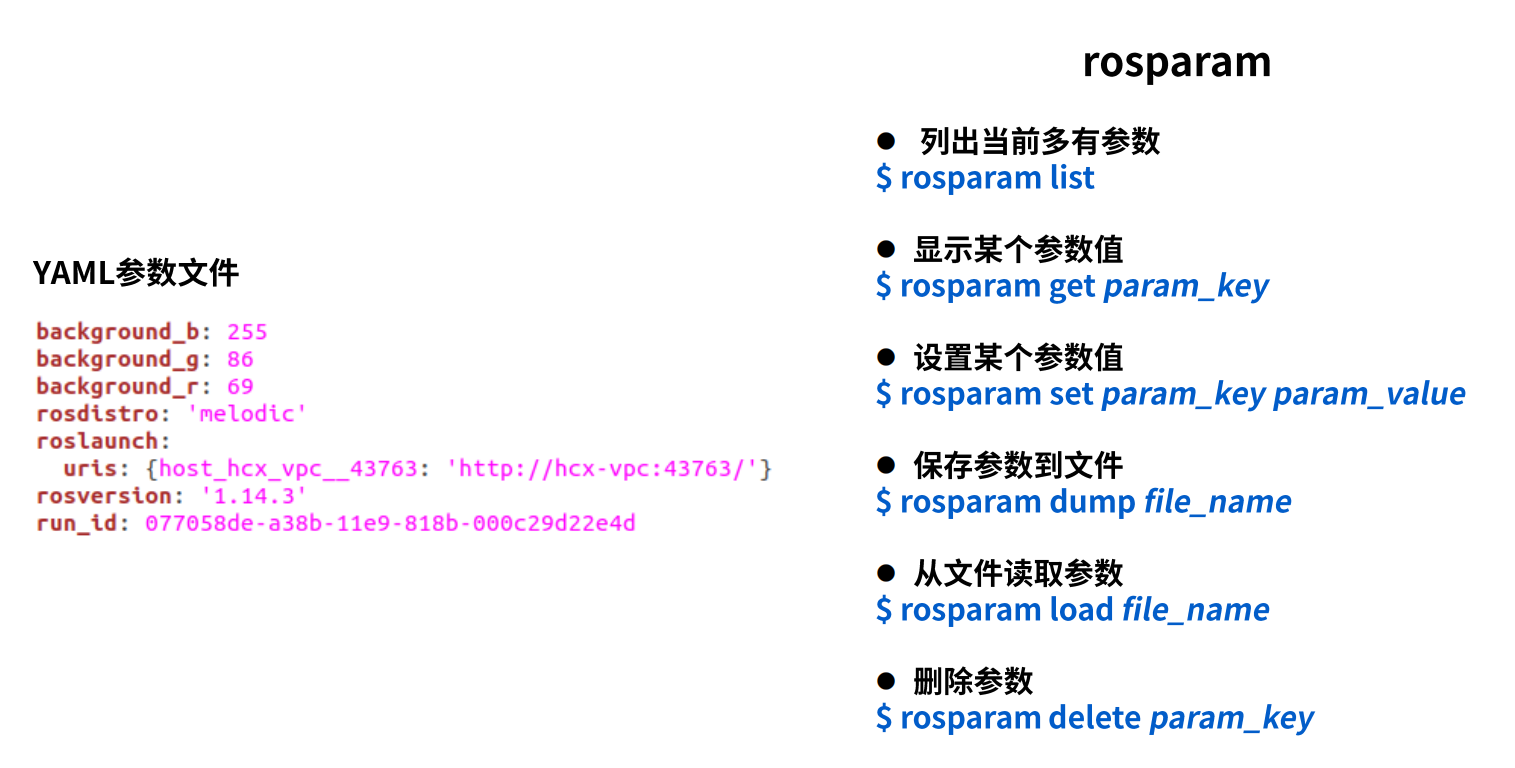 YAML参数文件
background_b: 255
background_g: 86
background_r: 69
rosdistro: 'melodic'
roslaunch:
  uris: {host_hcx_vpc__43763: 'http://hcx-vpc:43763/'}
rosversion: '1.14.3'
run_id: 077058de-a38b-11e9-818b-000c29d22e4d
rosparam
● 列出当前多有参数
$ rosparam list
● 显示某个参数值
$ rosparam get param_key
● 设置某个参数值
$ rosparam set param_key param_value
● 保存参数到文件
$ rosparam dump file_name
● 从文件读取参数
$ rosparam load file_name
● 删除参数
$ rosparam delete param_key